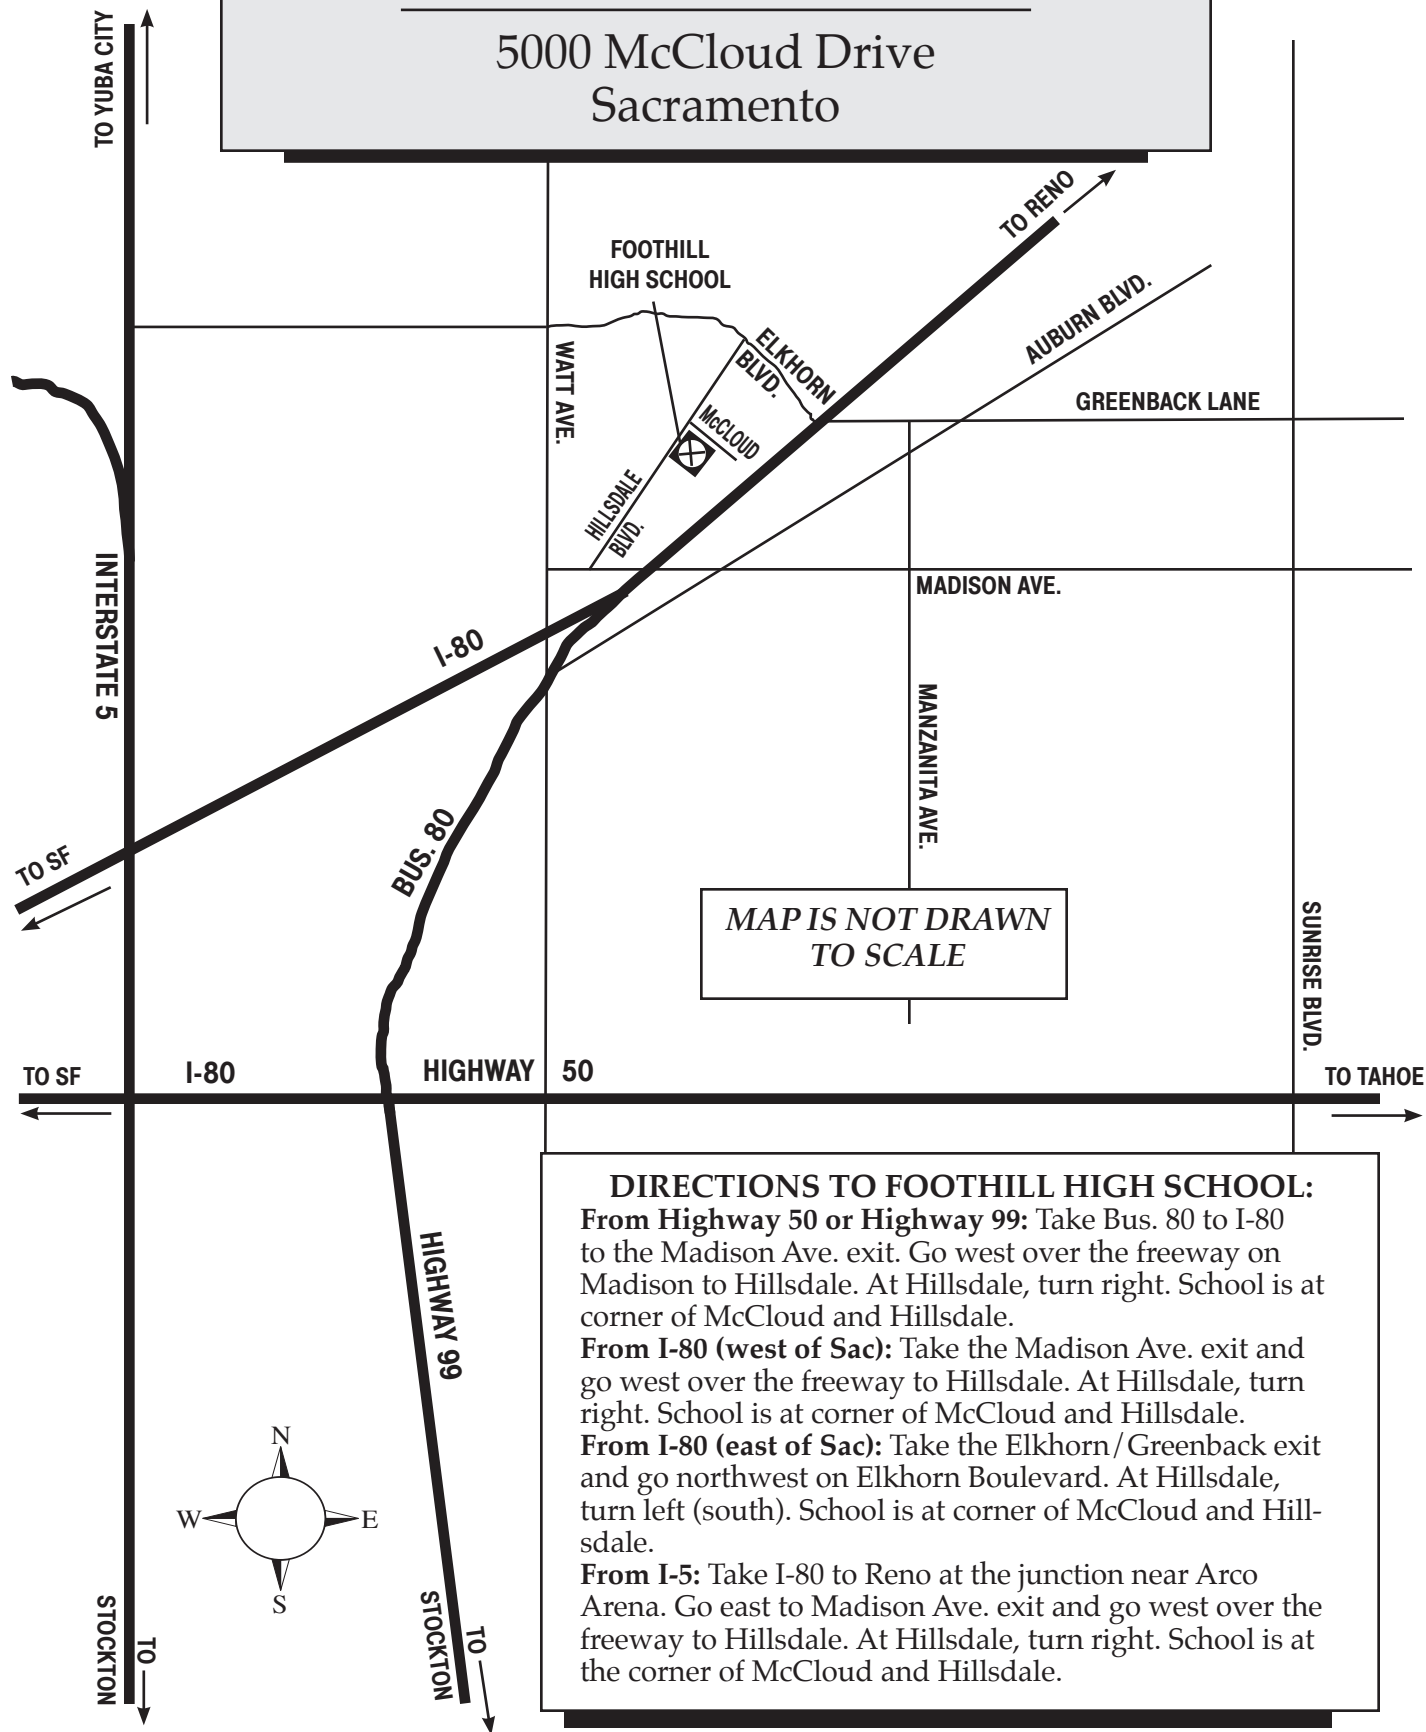 5000 McCloud Drive
Sacramento
TO YUBA CITY
TO RENO
FOOTHILL
HIGH SCHOOL
AUBURN BLVD.
ELKHORN
BLVD.
WATT AVE.
GREENBACK LANE
McCLOUD
HILLSDALE
BLVD.
INTERSTATE 5
MADISON AVE.
I-80
MANZANITA AVE.
BUS. 80
TO SF
MAP IS NOT DRAWN
TO SCALE
SUNRISE BLVD.
TO SF
I-80
HIGHWAY 50
TO TAHOE
DIRECTIONS TO FOOTHILL HIGH SCHOOL:
From Highway 50 or Highway 99: Take Bus. 80 to I-80
to the Madison Ave. exit. Go west over the freeway on
Madison to Hillsdale. At Hillsdale, turn right. School is at
corner of McCloud and Hillsdale.
From I-80 (west of Sac): Take the Madison Ave. exit and
go west over the freeway to Hillsdale. At Hillsdale, turn
right. School is at corner of McCloud and Hillsdale.
From I-80 (east of Sac): Take the Elkhorn/Greenback exit
and go northwest on Elkhorn Boulevard. At Hillsdale,
turn left (south). School is at corner of McCloud and Hill-
sdale.
From I-5: Take I-80 to Reno at the junction near Arco
Arena. Go east to Madison Ave. exit and go west over the
freeway to Hillsdale. At Hillsdale, turn right. School is at
the corner of McCloud and Hillsdale.
HIGHWAY 99
N
W
E
S
TO
STOCKTON
TO
STOCKTON